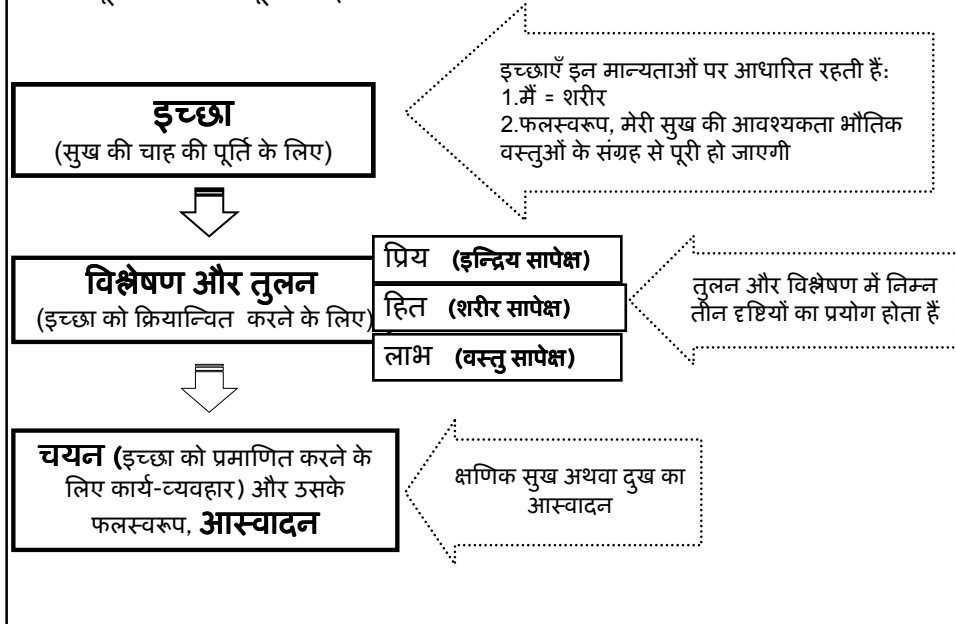 इच्छाएँ इन मान्यताओं पर आधारित रहती हैं:
1.मैं = शरीर
2.फलस्वरूप, मेरी सुख की आवश्यकता भौतिक
वस्तुओं के संग्रह से पूरी हो जाएगी
इच्छा
(सुख की चाह की पूर्ति के लिए)
विश्लेषण और तुलन
(इच्छा को क्रियान्वित करने के लिए)
प्रिय (इन्द्रिय सापेक्ष)
हित (शरीर सापेक्ष)
लाभ (वस्तु सापेक्ष)
तुलन और विश्लेषण में निम्न
तीन दृष्टियों का प्रयोग होता हैं
चयन (इच्छा को प्रमाणित करने के
लिए कार्य-व्यवहार) और उसके
फलस्वरूप, आस्वादन
क्षणिक सुख अथवा दुख का
आस्वादन